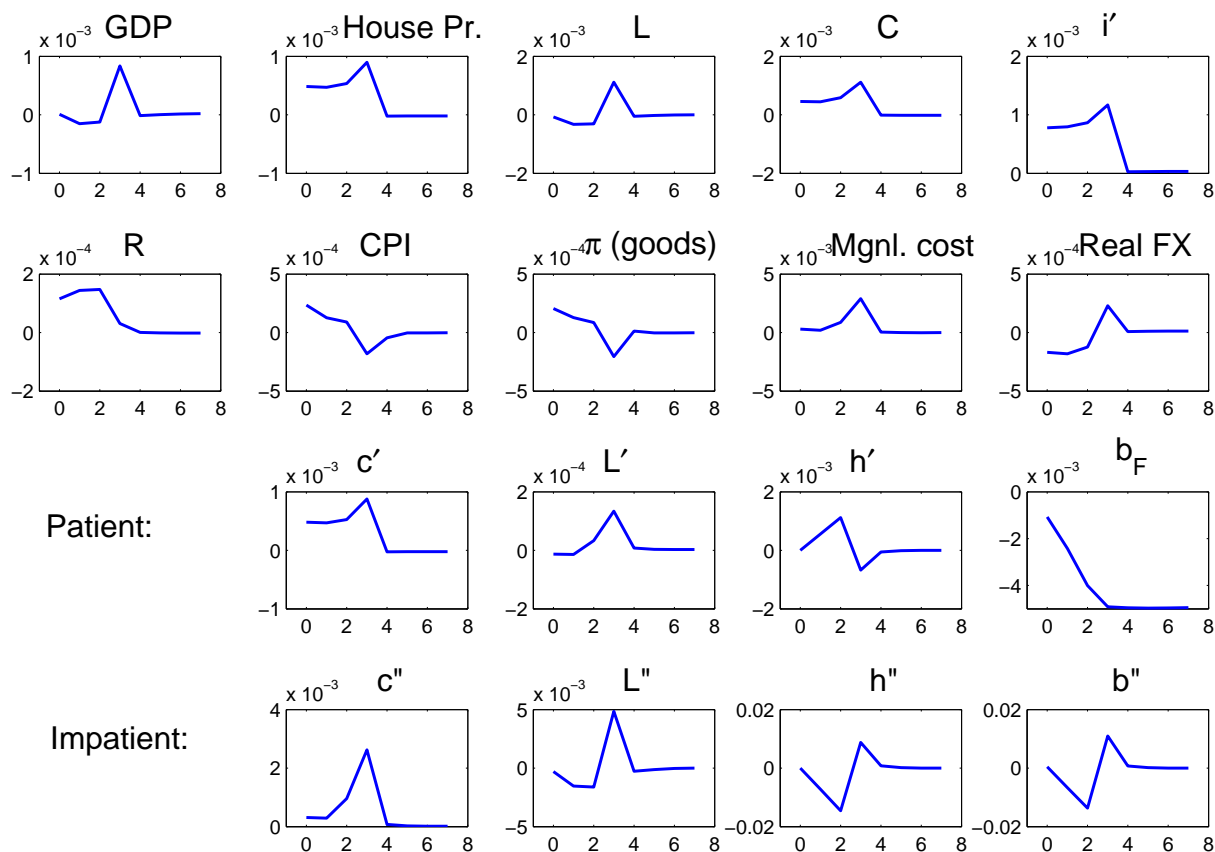 GDP
x 10⁻³
1
0
−1
0 2 4 6 8
House Pr.
x 10⁻³
1
0
−1
0 2 4 6 8
L
x 10⁻³
2
0
−2
0 2 4 6 8
C
x 10⁻³
2
0
−2
0 2 4 6 8
i′
x 10⁻³
2
1
0
0 2 4 6 8
R
x 10⁻⁴
2
0
−2
0 2 4 6 8
CPI
x 10⁻⁴
5
0
−5
0 2 4 6 8
π (goods)
x 10⁻⁴
5
0
−5
0 2 4 6 8
Mgnl. cost
x 10⁻³
5
0
−5
0 2 4 6 8
Real FX
x 10⁻⁴
5
0
−5
0 2 4 6 8
Patient:
c′
x 10⁻³
1
0
−1
0 2 4 6 8
L′
x 10⁻⁴
2
0
−2
0 2 4 6 8
h′
x 10⁻³
2
0
−2
0 2 4 6 8
b_F
x 10⁻³
0
−2
−4
0 2 4 6 8
Impatient:
c"
x 10⁻³
4
2
0
0 2 4 6 8
L"
x 10⁻³
5
0
−5
0 2 4 6 8
h"
0.02
0
−0.02
0 2 4 6 8
b"
0.02
0
−0.02
0 2 4 6 8